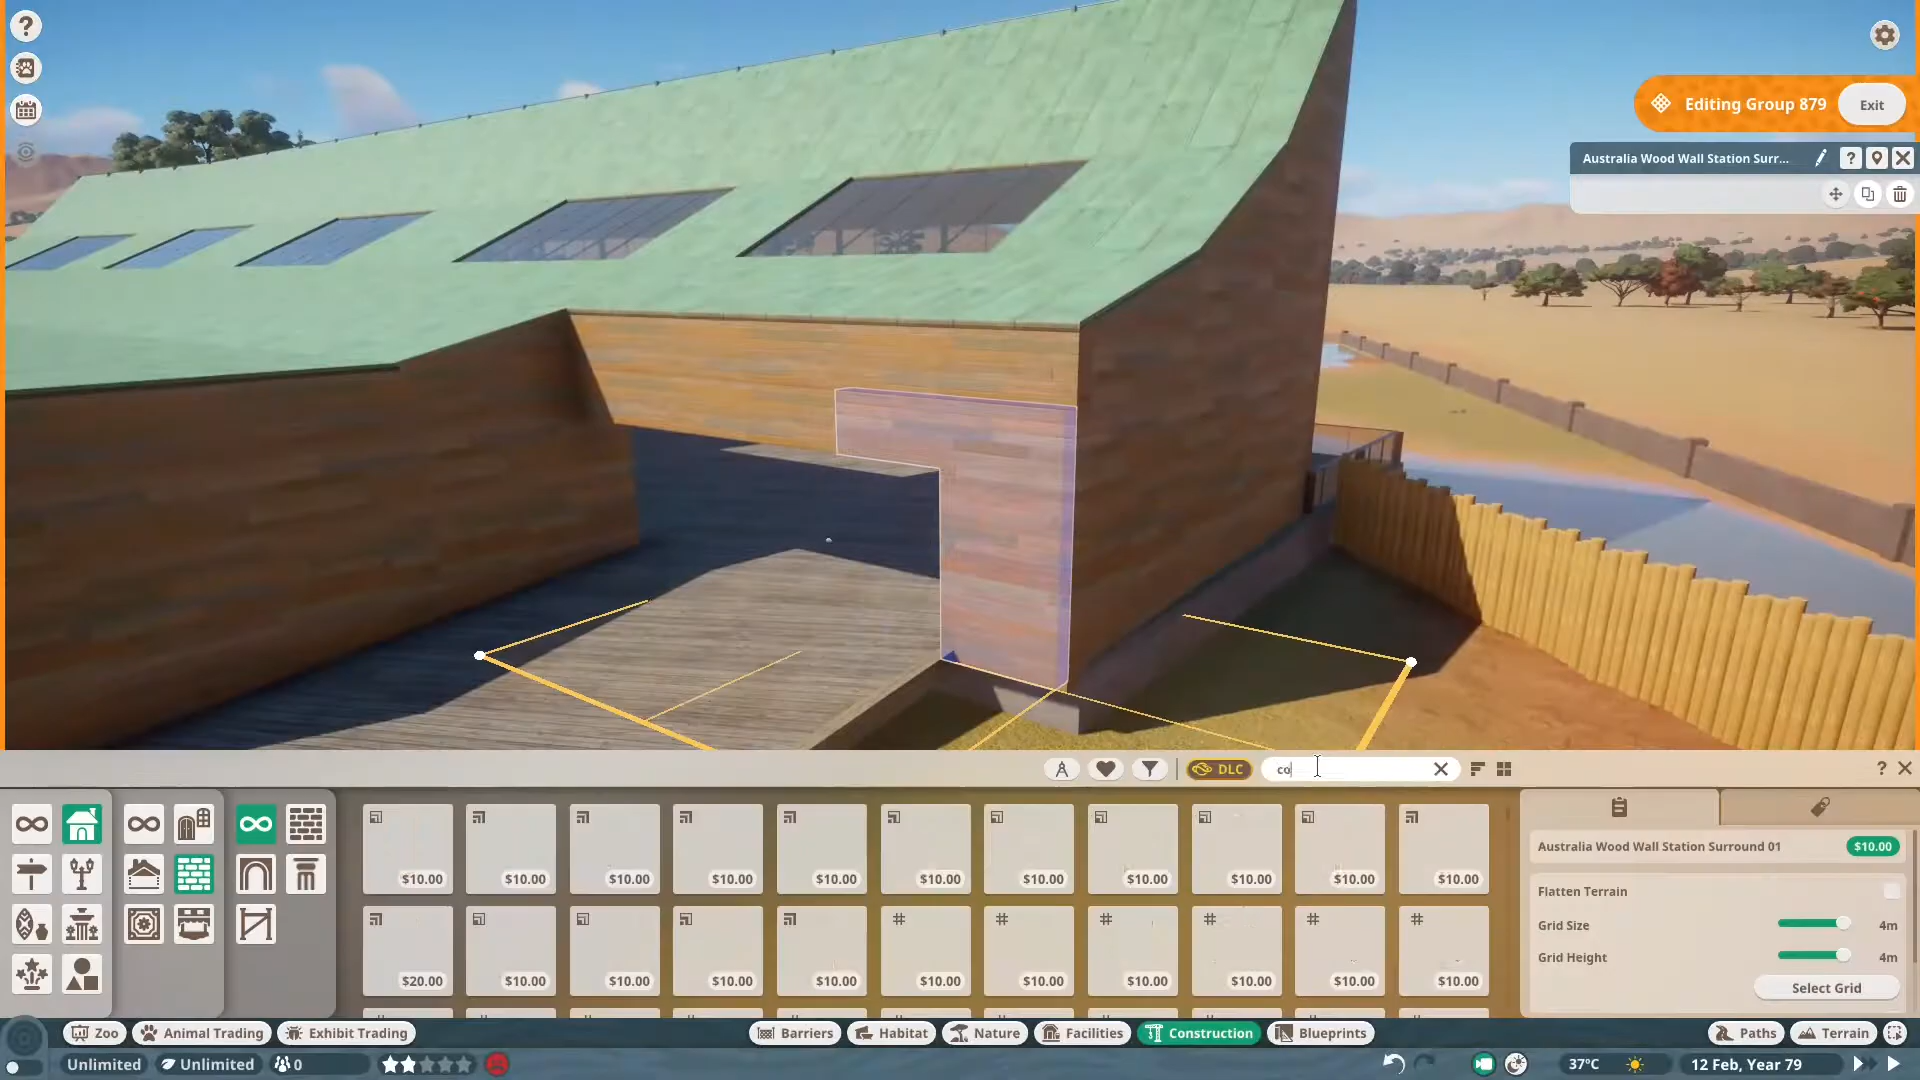 ?
Editing Group 879 Exit
Australia Wood Wall Station Surr... ?
DLC co ?
$10.00 $10.00 $10.00 $10.00 $10.00 $10.00 $10.00 $10.00 $10.00 $10.00 $10.00
$20.00 $10.00 $10.00 $10.00 $10.00 $10.00 $10.00 $10.00 $10.00 $10.00 $10.00
Australia Wood Wall Station Surround 01 $10.00
Flatten Terrain
Grid Size 4m
Grid Height 4m
Select Grid
Zoo Animal Trading Exhibit Trading Barriers Habitat Nature Facilities Construction Blueprints Paths Terrain
Unlimited Unlimited 0 37°C 12 Feb, Year 79